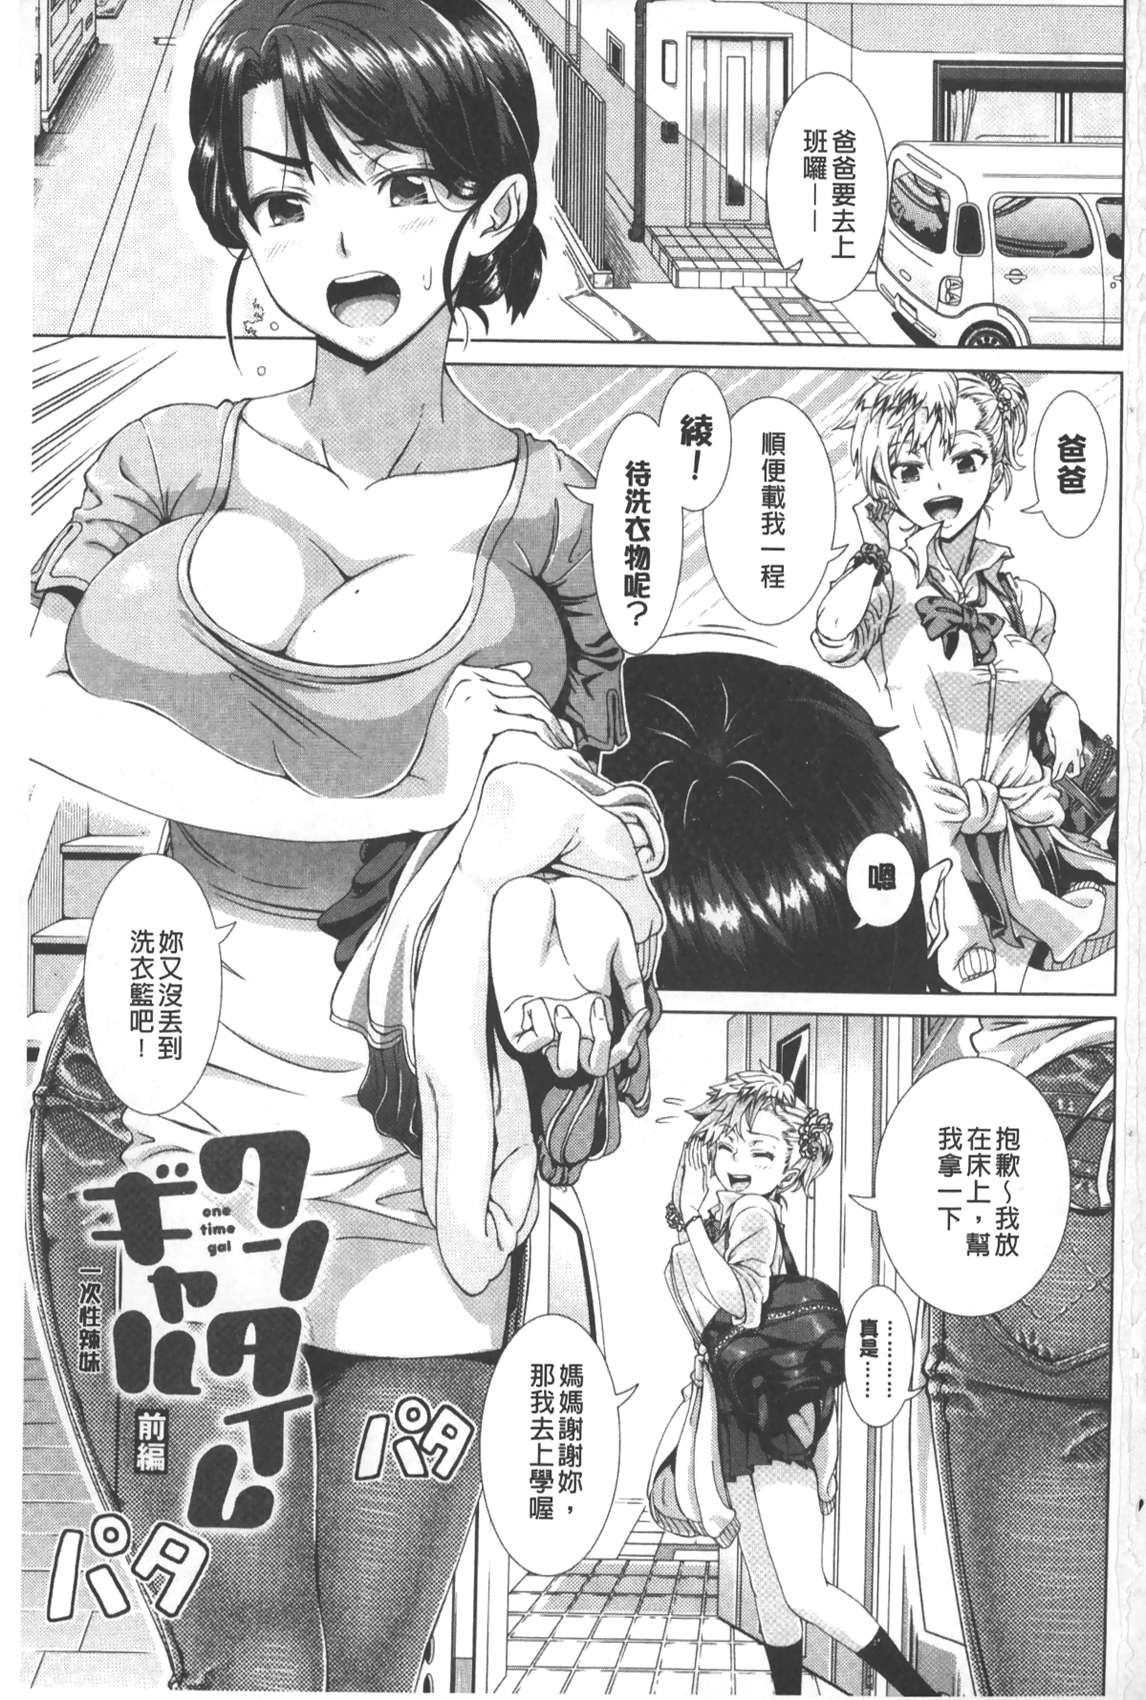 爸爸要去上
班囉——
爸爸
順便載我一程
綾！
待洗衣物呢？
嗯
妳又沒丟到
洗衣籃吧！
抱歉～我放
在床上，幫
我拿一下
………
真是……
媽媽謝謝妳，
那我去上學喔
ワンタイム
ギャル
one
time
gal
一次性辣妹
前編
パタ
パタ